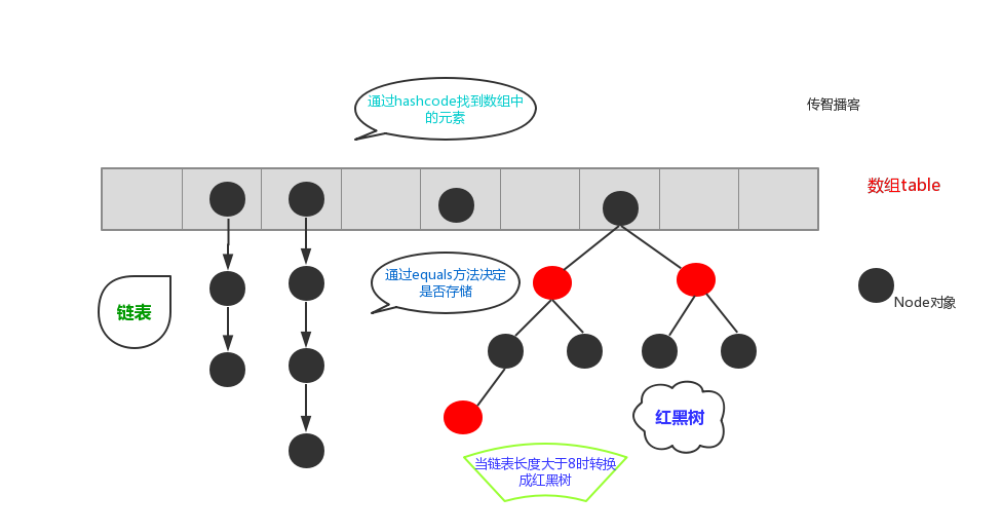 通过hashcode找到数组中
的元素
传智播客
数组table
通过equals方法决定
是否存储
链表
Node对象
红黑树
当链表长度大于8时转换
成红黑树